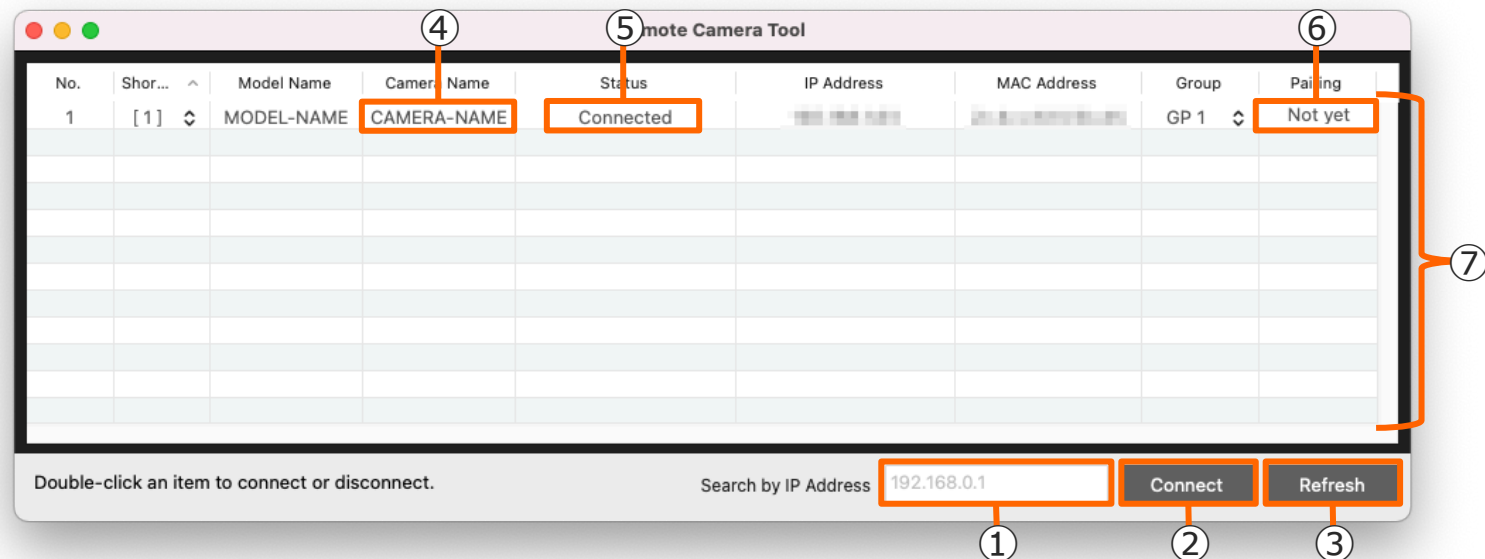 ④ ⑤ ⑥
mote Camera Tool
No. Shor... Model Name Camera Name Status IP Address MAC Address Group Pairing
1 [ 1 ] MODEL-NAME CAMERA-NAME Connected GP 1 Not yet
⑦
Double-click an item to connect or disconnect. Search by IP Address 192.168.0.1 Connect Refresh
① ② ③